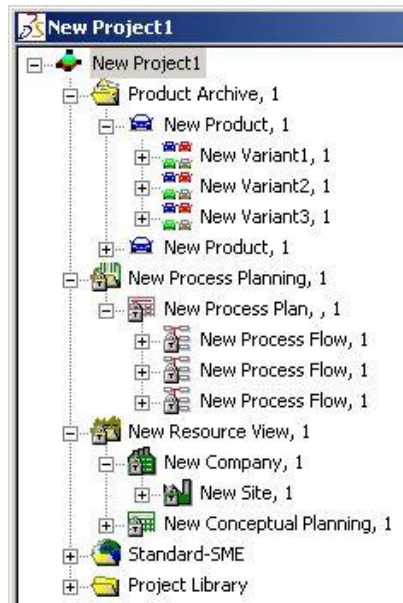 New Project1
New Project1
Product Archive, 1
New Product, 1
New Variant1, 1
New Variant2, 1
New Variant3, 1
New Product, 1
New Process Planning, 1
New Process Plan, , 1
New Process Flow, 1
New Process Flow, 1
New Process Flow, 1
New Resource View, 1
New Company, 1
New Site, 1
New Conceptual Planning, 1
Standard-SME
Project Library